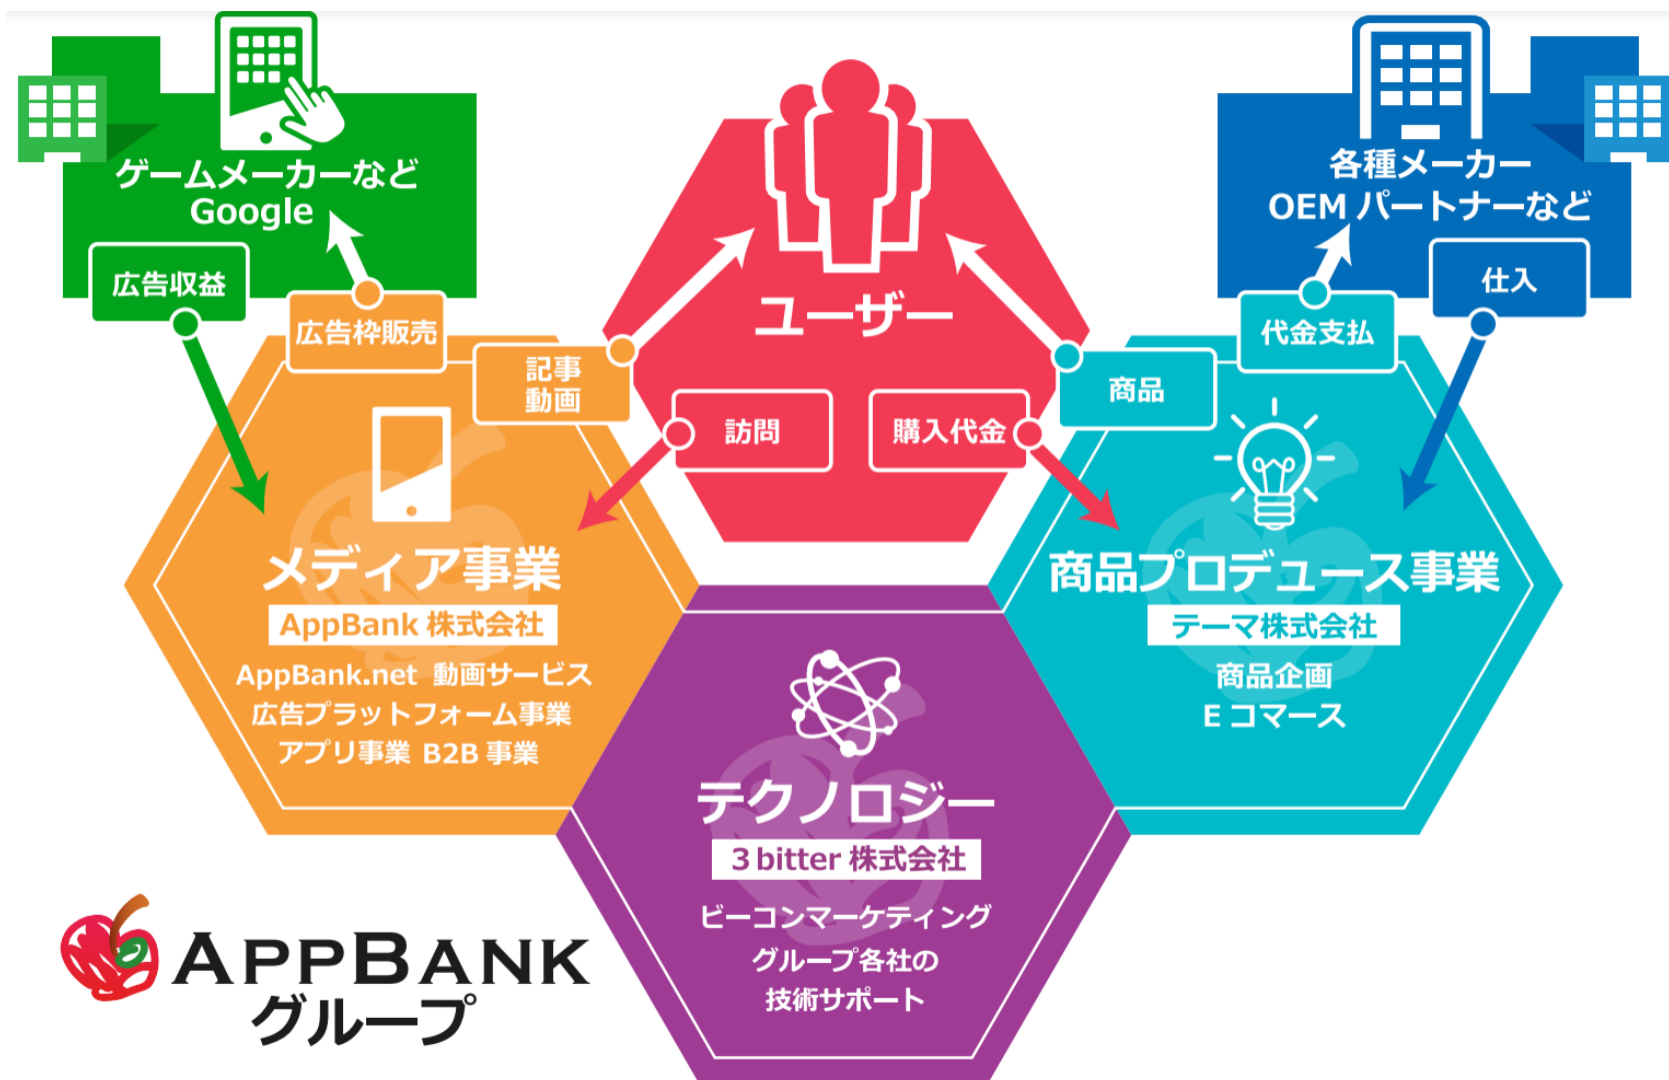 ゲームメーカーなど
Google
広告収益
広告枠販売
記事
動画
ユーザー
訪問
購入代金
各種メーカー
OEM パートナーなど
仕入
代金支払
商品
メディア事業
AppBank 株式会社
AppBank.net 動画サービス
広告プラットフォーム事業
アプリ事業 B2B 事業
商品プロデュース事業
テーマ株式会社
商品企画
E コマース
テクノロジー
3 bitter 株式会社
ビーコンマーケティング
グループ各社の
技術サポート
APPBANK
グループ